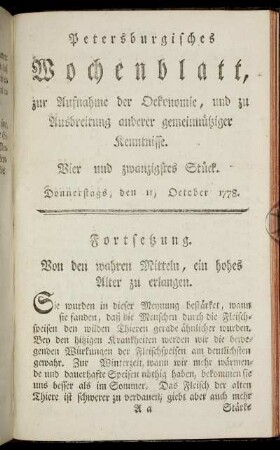 Petersburgisches
Wochenblatt,
zur Aufnahme der Oekonomie, und zu
Ausbreitung anderer gemeinnütziger
Kenntnisse.
Vier und zwanzigstes Stück.
Donnerstags, den 11, October 1778.
Fortsetzung.
Von den wahren Mitteln, ein hohes
Alter zu erlangen.
Sie wurden in dieser Meynung bestärket, wann
sie fanden, daß die Menschen durch die Fleisch-
speisen den wilden Thieren gerade ähnlicher wurden.
Bey den hitzigen Krankheiten werden wir die bewe-
genden Würkungen der Fleischspeisen am deutlichsten
gewahr. Zur Winterzeit, wann wir mehr wärmen-
de und dauerhafte Speisen nöthig haben, bekommen sie
uns besser als im Sommer. Das Fleisch der alten
Thiere ist schwerer zu verdauen, giebt aber auch mehr
A a
Stärke